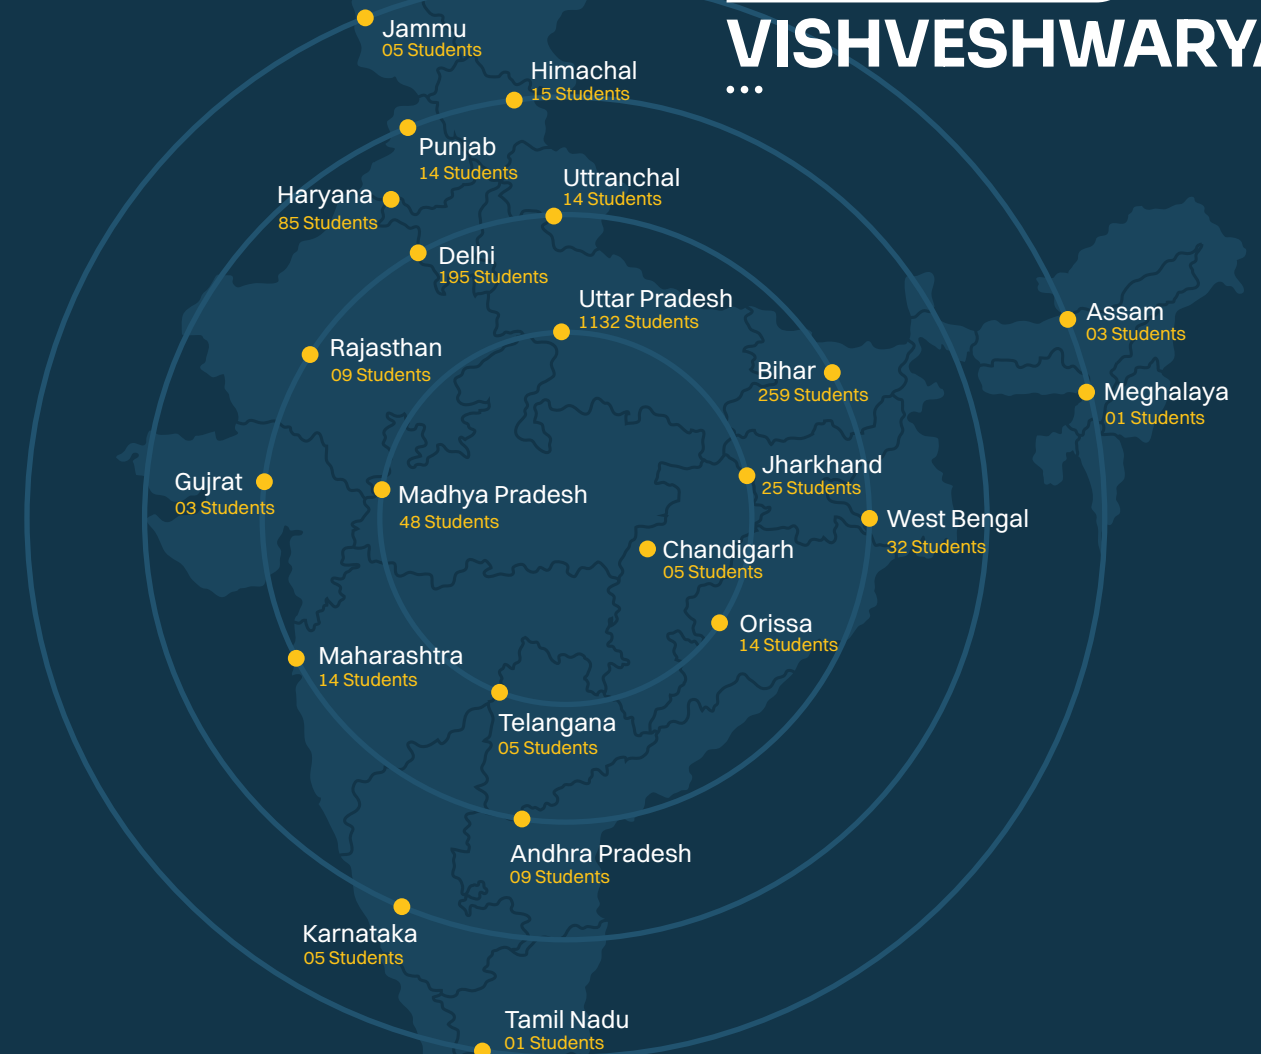 VISHVESHWARYA
Jammu
05 Students
Himachal
15 Students
Punjab
14 Students
Uttranchal
14 Students
Haryana
85 Students
Delhi
195 Students
Uttar Pradesh
1132 Students
Assam
03 Students
Rajasthan
09 Students
Bihar
259 Students
Meghalaya
01 Students
Gujrat
03 Students
Madhya Pradesh
48 Students
Jharkhand
25 Students
West Bengal
32 Students
Chandigarh
05 Students
Orissa
14 Students
Maharashtra
14 Students
Telangana
05 Students
Andhra Pradesh
09 Students
Karnataka
05 Students
Tamil Nadu
01 Students